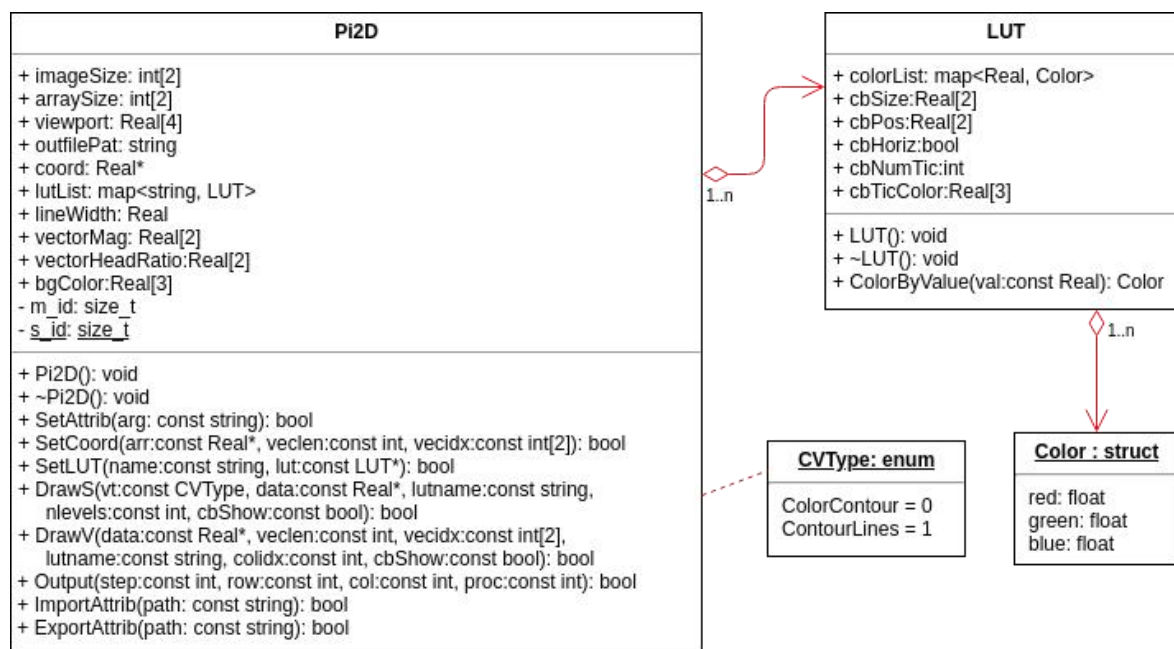 Pi2D
+ imageSize: int[2]
+ arraySize: int[2]
+ viewport: Real[4]
+ outfilePat: string
+ coord: Real*
+ lutList: map<string, LUT>
+ lineWidth: Real
+ vectorMag: Real[2]
+ vectorHeadRatio:Real[2]
+ bgColor:Real[3]
- m_id: size_t
- s_id: size_t
+ Pi2D(): void
+ ~Pi2D(): void
+ SetAttrib(arg: const string): bool
+ SetCoord(arr:const Real*, veclen:const int, vecidx:const int[2]): bool
+ SetLUT(name:const string, lut:const LUT*): bool
+ DrawS(vt:const CVType, data:const Real*, lutname:const string,
nlevels:const int, cbShow:const bool): bool
+ DrawV(data:const Real*, veclen:const int, vecidx:const int[2],
lutname:const string, colidx:const int, cbShow:const bool): bool
+ Output(step:const int, row:const int, col:const int, proc:const int): bool
+ ImportAttrib(path: const string): bool
+ ExportAttrib(path: const string): bool
1..n
LUT
+ colorList: map<Real, Color>
+ cbSize:Real[2]
+ cbPos:Real[2]
+ cbHoriz:bool
+ cbNumTic:int
+ cbTicColor:Real[3]
+ LUT(): void
+ ~LUT(): void
+ ColorByValue(val:const Real): Color
1..n
CVType: enum
ColorContour = 0
ContourLines = 1
Color : struct
red: float
green: float
blue: float